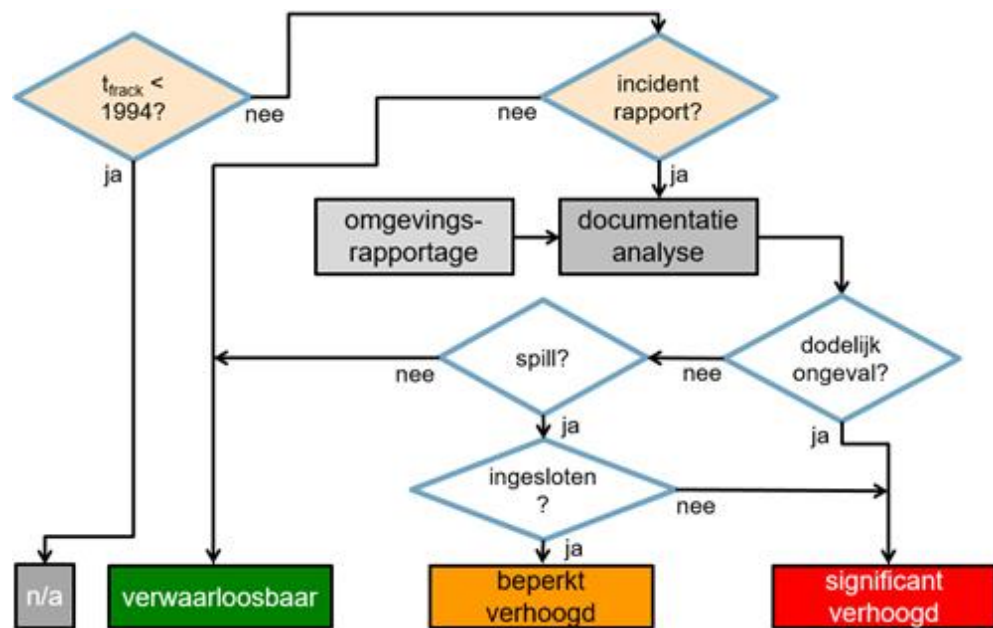 t_frack <
1994?
nee
ja
incident
rapport?
nee
ja
omgevings-
rapportage
documentatie
analyse
dodelijk
ongeval?
nee
ja
spill?
nee
ja
ingesloten
?
nee
ja
n/a
verwaarloosbaar
beperkt
verhoogd
significant
verhoogd